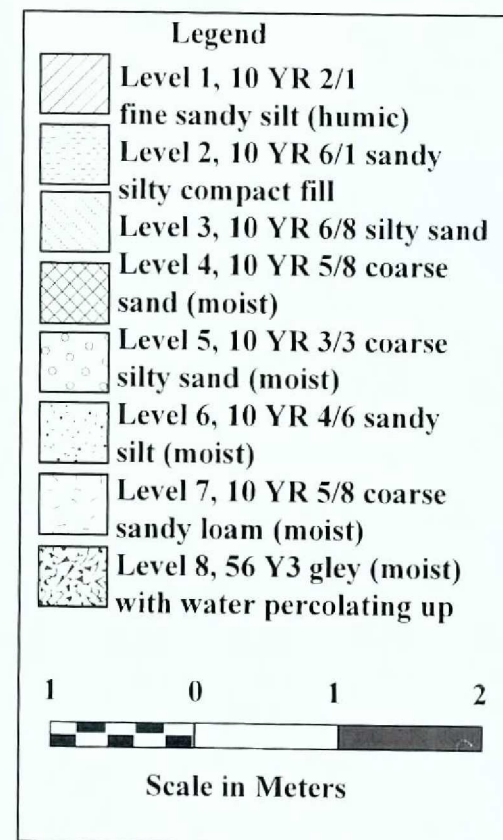 Legend
Level 1, 10 YR 2/1
fine sandy silt (humic)
Level 2, 10 YR 6/1 sandy
silty compact fill
Level 3, 10 YR 6/8 silty sand
Level 4, 10 YR 5/8 coarse
sand (moist)
Level 5, 10 YR 3/3 coarse
silty sand (moist)
Level 6, 10 YR 4/6 sandy
silt (moist)
Level 7, 10 YR 5/8 coarse
sandy loam (moist)
Level 8, 56 Y3 gley (moist)
with water percolating up
1 0 1 2
Scale in Meters